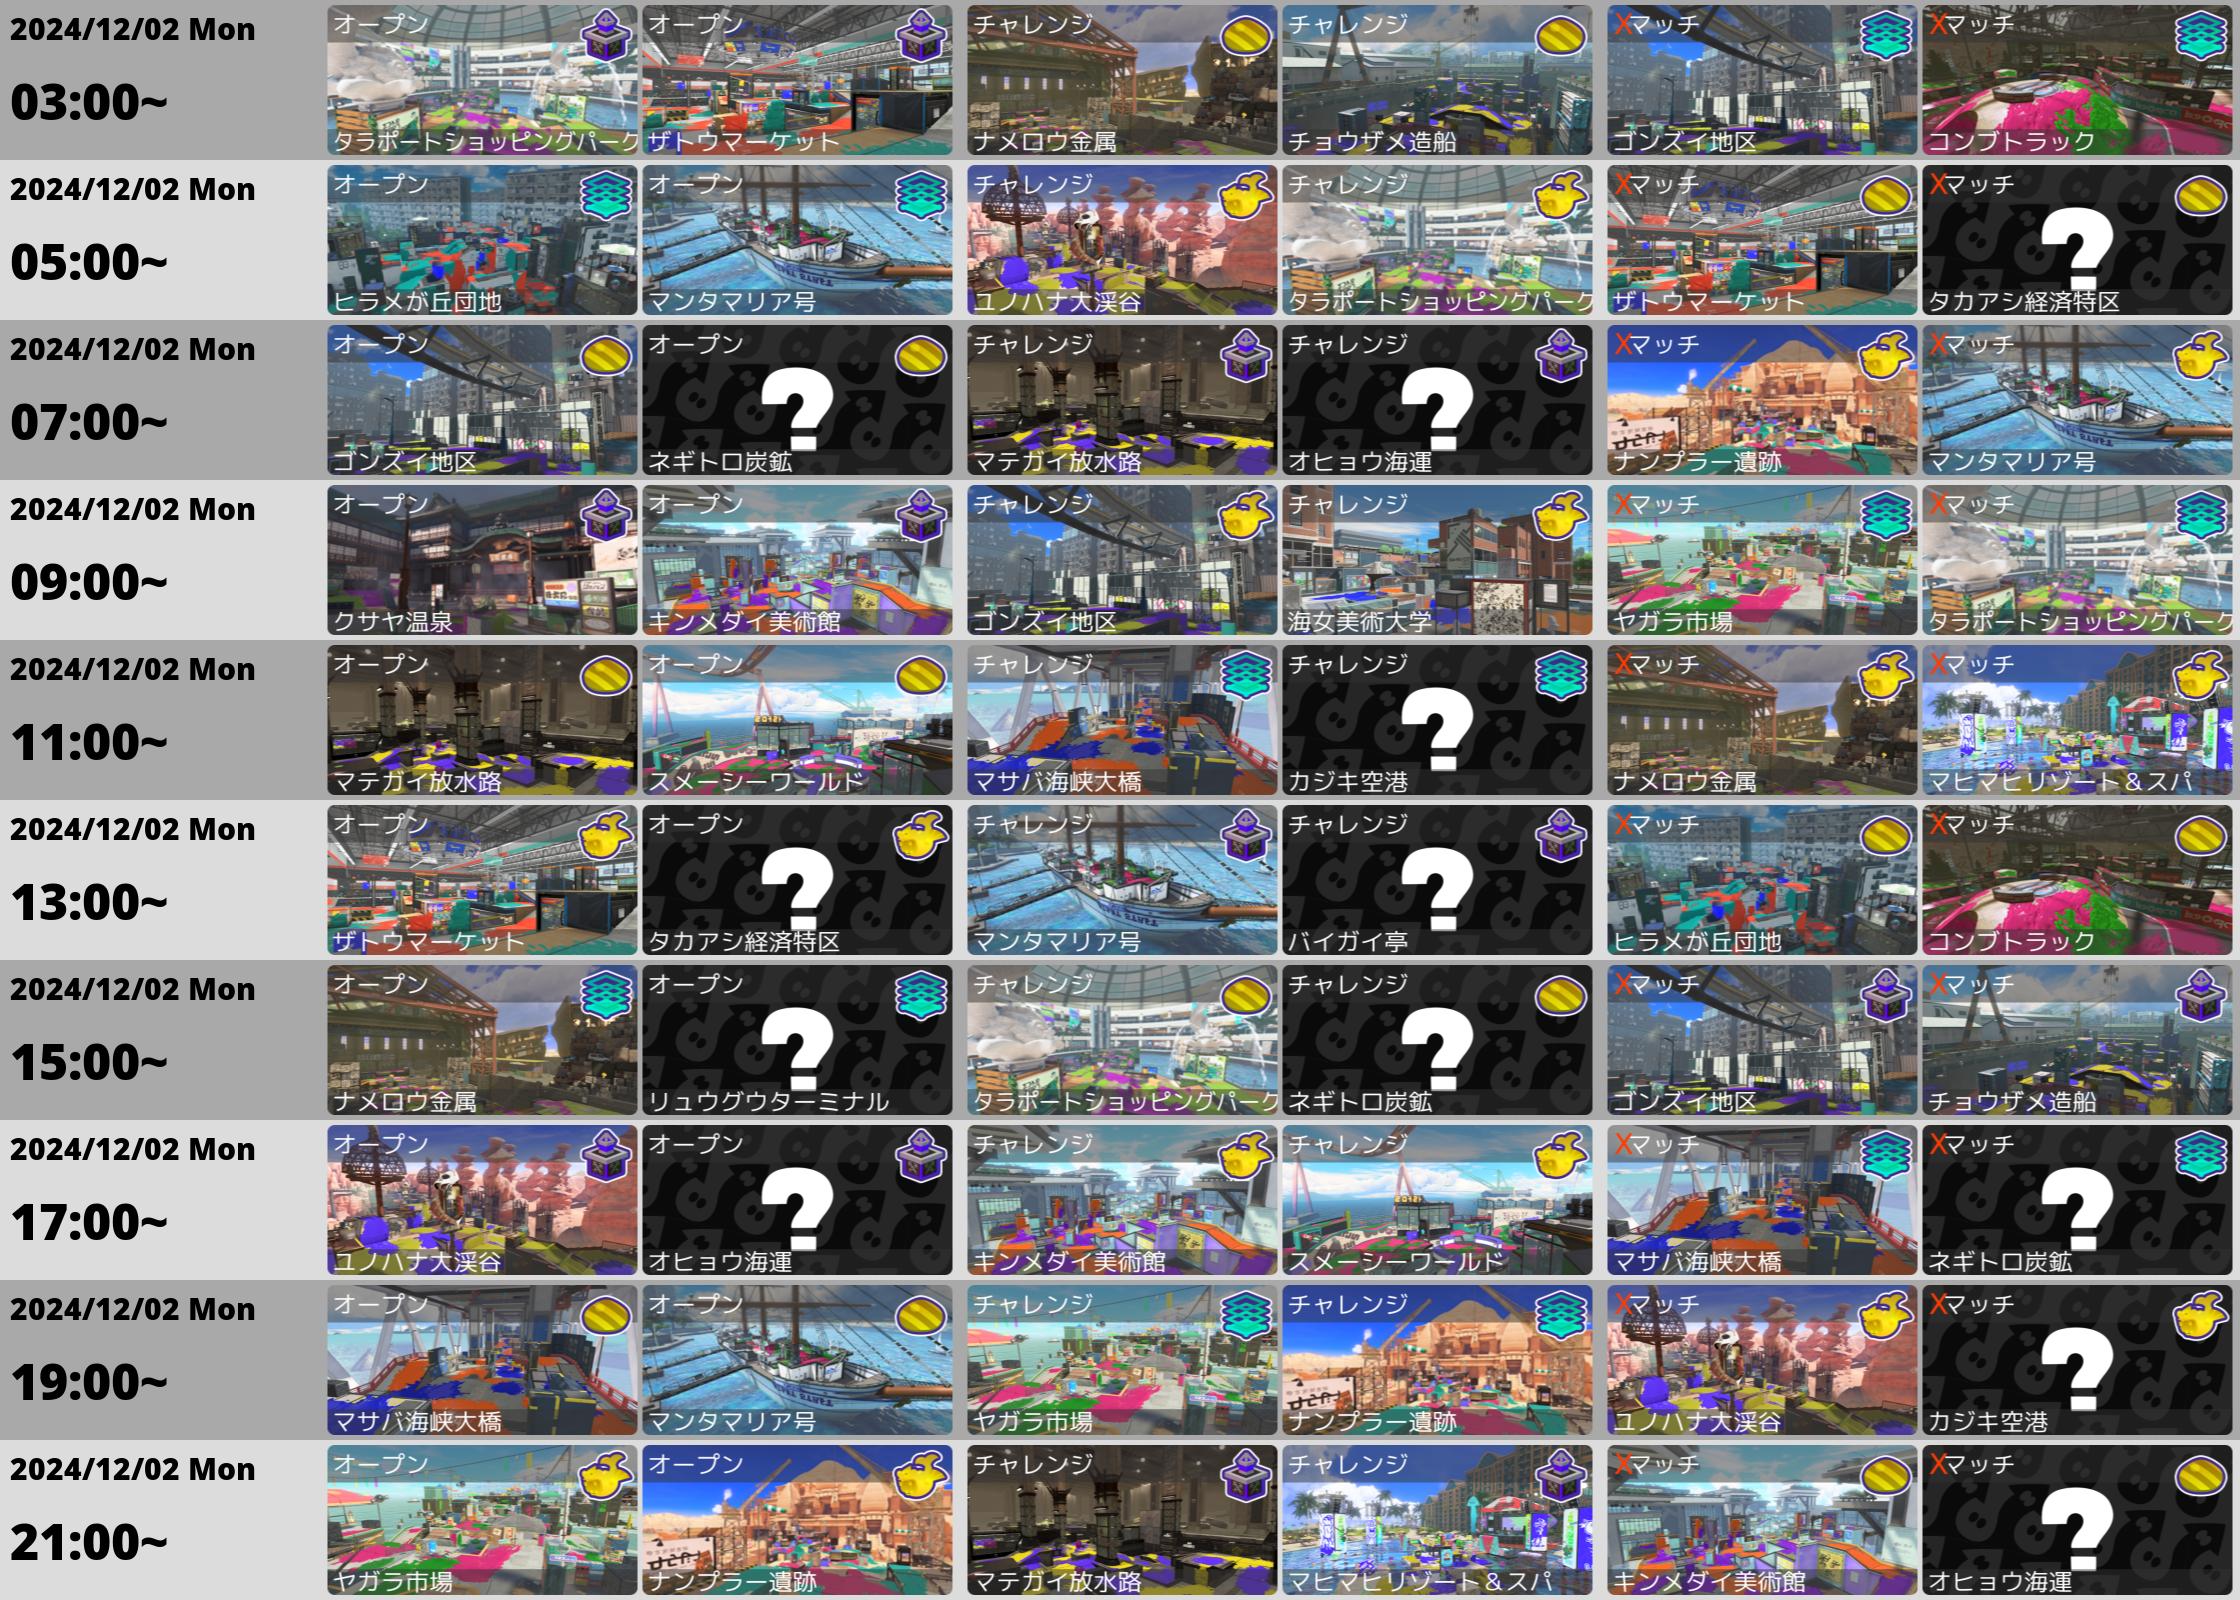 2024/12/02 Mon
03:00~
オープン
タラポートショッピングパーク
オープン
ザトウマーケット
チャレンジ
ナメロウ金属
チャレンジ
チョウザメ造船
Xマッチ
ゴンズイ地区
Xマッチ
コンブトラック
2024/12/02 Mon
05:00~
オープン
ヒラメが丘団地
オープン
マンタマリア号
チャレンジ
ユノハナ大渓谷
チャレンジ
タラポートショッピングパーク
Xマッチ
ザトウマーケット
Xマッチ
タカアシ経済特区
2024/12/02 Mon
07:00~
オープン
ゴンズイ地区
オープン
ネギトロ炭鉱
チャレンジ
マテガイ放水路
チャレンジ
オヒョウ海運
Xマッチ
ナンプラー遺跡
Xマッチ
マンタマリア号
2024/12/02 Mon
09:00~
オープン
クサヤ温泉
オープン
キンメダイ美術館
チャレンジ
ゴンズイ地区
チャレンジ
海女美術大学
Xマッチ
ヤガラ市場
Xマッチ
タラポートショッピングパーク
2024/12/02 Mon
11:00~
オープン
マテガイ放水路
オープン
スメーシーワールド
チャレンジ
マサバ海峡大橋
チャレンジ
カジキ空港
Xマッチ
ナメロウ金属
Xマッチ
マヒマヒリゾート＆スパ
2024/12/02 Mon
13:00~
オープン
ザトウマーケット
オープン
タカアシ経済特区
チャレンジ
マンタマリア号
チャレンジ
バイガイ亭
Xマッチ
ヒラメが丘団地
Xマッチ
コンブトラック
2024/12/02 Mon
15:00~
オープン
ナメロウ金属
オープン
リュウグウターミナル
チャレンジ
タラポートショッピングパーク
チャレンジ
ネギトロ炭鉱
Xマッチ
ゴンズイ地区
Xマッチ
チョウザメ造船
2024/12/02 Mon
17:00~
オープン
ユノハナ大渓谷
オープン
オヒョウ海運
チャレンジ
キンメダイ美術館
チャレンジ
スメーシーワールド
Xマッチ
マサバ海峡大橋
Xマッチ
ネギトロ炭鉱
2024/12/02 Mon
19:00~
オープン
マサバ海峡大橋
オープン
マンタマリア号
チャレンジ
ヤガラ市場
チャレンジ
ナンプラー遺跡
Xマッチ
ユノハナ大渓谷
Xマッチ
カジキ空港
2024/12/02 Mon
21:00~
オープン
ヤガラ市場
オープン
ナンプラー遺跡
チャレンジ
マテガイ放水路
チャレンジ
マヒマヒリゾート＆スパ
Xマッチ
キンメダイ美術館
Xマッチ
オヒョウ海運